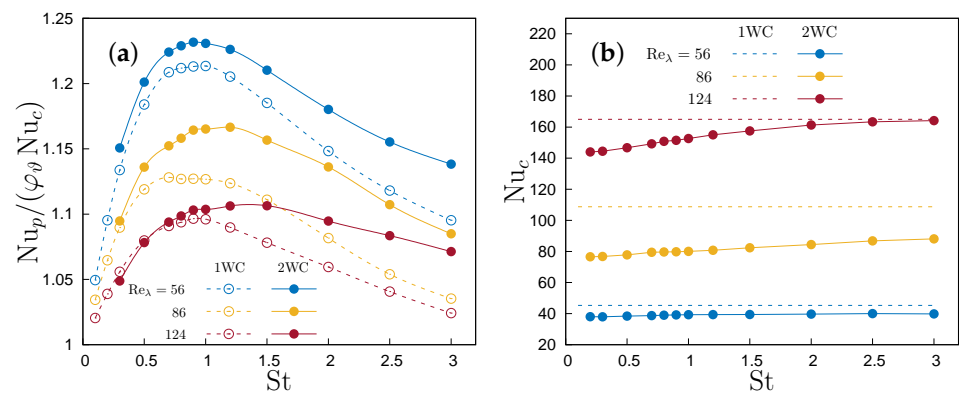 (a)
Nu_p/(φ_ϑ Nu_c)
1.25
1.2
1.15
1.1
1.05
1
0 0.5 1 1.5 2 2.5 3
St
1WC 2WC
Re_λ = 56
86
124
(b)
Nu_c
220
200
180
160
140
120
100
80
60
40
20
0 0.5 1 1.5 2 2.5 3
St
1WC 2WC
Re_λ = 56
86
124